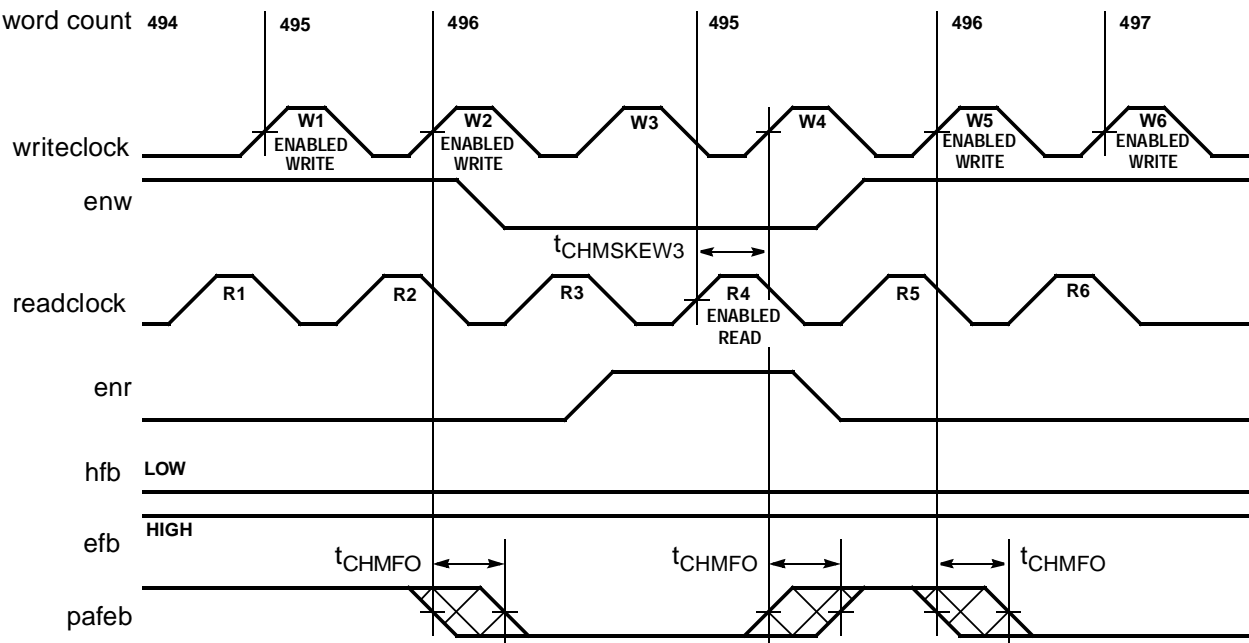 word count 494 495 496 495 496 497
writeclock W1 W2 W3 W4 W5 W6
ENABLED ENABLED ENABLED ENABLED
WRITE WRITE WRITE WRITE
enw
tCHMSKEW3
readclock R1 R2 R3 R4 R5 R6
ENABLED
READ
enr
hfb LOW
efb HIGH
tCHMFO tCHMFO tCHMFO
pafeb